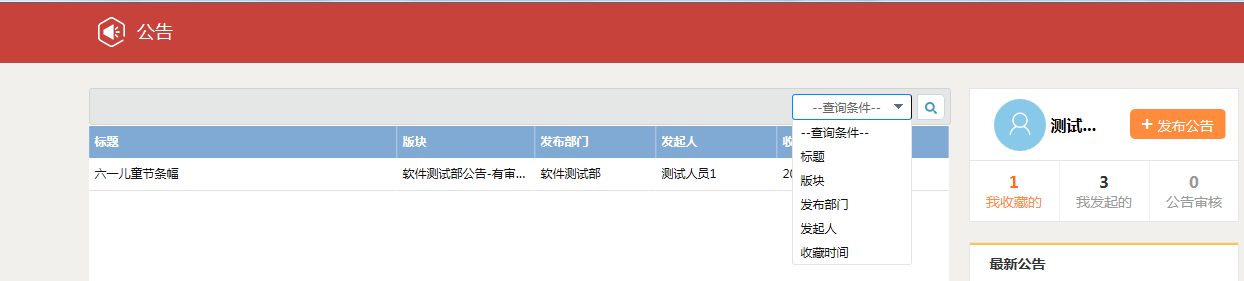 公告
--查询条件--
标题 版块 发布部门 发起人 收
六一儿童节条幅 软件测试部公告-有审... 软件测试部 测试人员1 20
--查询条件--
标题
版块
发布部门
发起人
收藏时间
测试... + 发布公告
1 3 0
我收藏的 我发起的 公告审核
最新公告